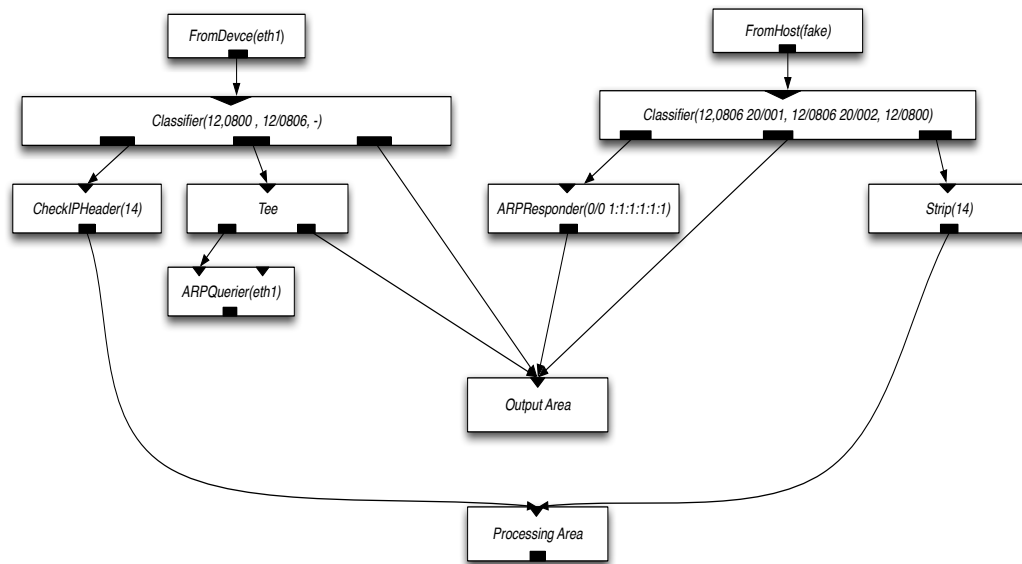 FromDevce(eth1)
FromHost(fake)
Classifier(12,0800 , 12/0806, -)
Classifier(12,0806 20/001, 12/0806 20/002, 12/0800)
CheckIPHeader(14)
Tee
ARPResponder(0/0 1:1:1:1:1:1)
Strip(14)
ARPQuerier(eth1)
Output Area
Processing Area